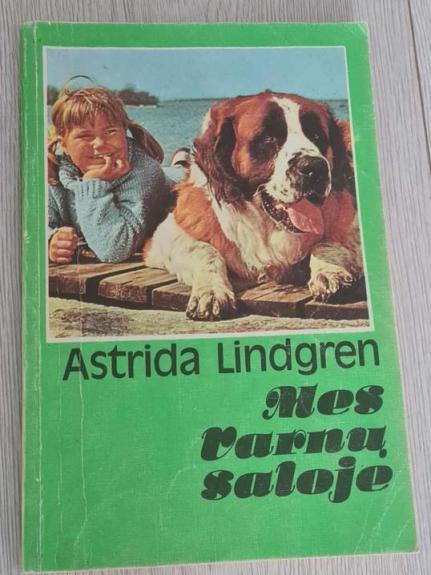 Astrida Lindgren
Mes
Varnų
saloje